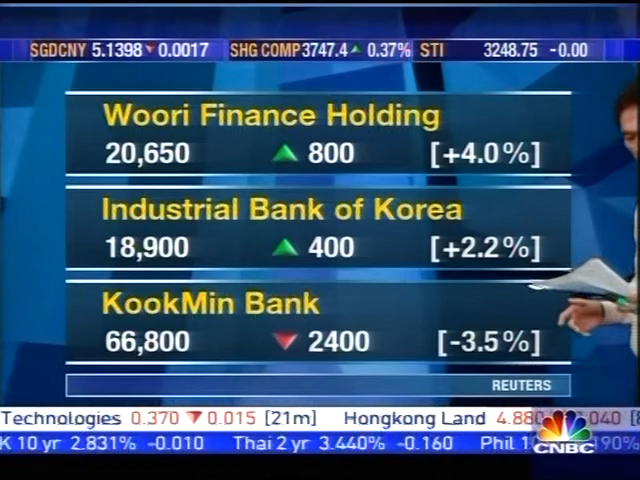 SGDCNY 5.1398 ▼ 0.0017 SHG COMP 3747.4 ▲ 0.37% STI 3248.75 -0.00
Woori Finance Holding
20,650 ▲ 800 [+4.0%]
Industrial Bank of Korea
18,900 ▲ 400 [+2.2%]
KookMin Bank
66,800 ▼ 2400 [-3.5%]
REUTERS
Technologies 0.370 ▼ 0.015 [21m] Hongkong Land 4.880
K 10 yr 2.831% -0.010 Thai 2 yr 3.440% -0.160 Phil
CNBC